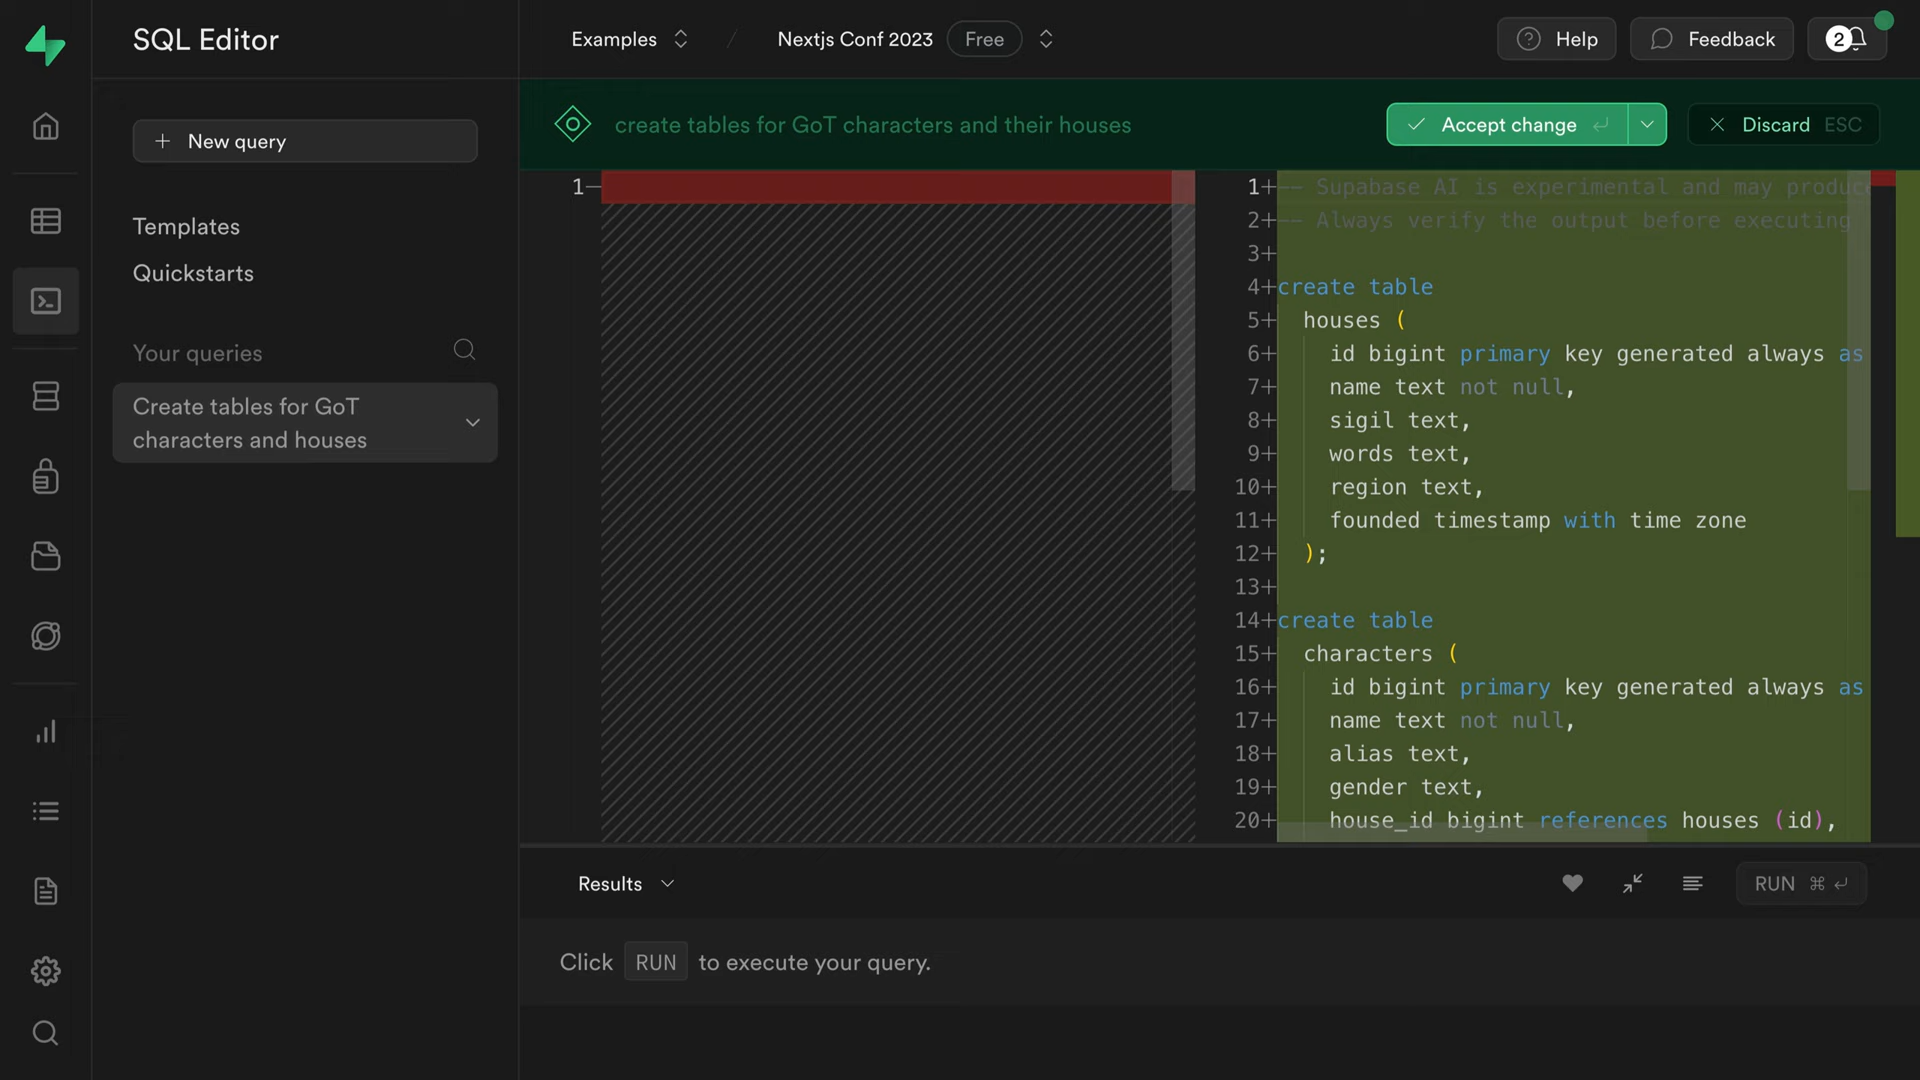 SQL Editor
Examples
Nextjs Conf 2023
Free
Help
Feedback
2
New query
Templates
Quickstarts
Your queries
Create tables for GoT
characters and houses
create tables for GoT characters and their houses
Accept change
Discard ESC
1
1+-- Supabase AI is experimental and may produc
2+-- Always verify the output before executing
3+
4+create table
5+ houses (
6+ id bigint primary key generated always as
7+ name text not null,
8+ sigil text,
9+ words text,
10+ region text,
11+ founded timestamp with time zone
12+ );
13+
14+create table
15+ characters (
16+ id bigint primary key generated always as
17+ name text not null,
18+ alias text,
19+ gender text,
20+ house_id bigint references houses (id),
Results
RUN ⌘ ↵
Click RUN to execute your query.